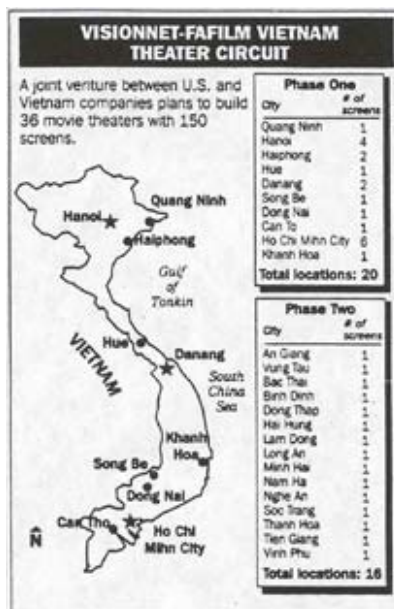 VISIONNET-FAFILM VIETNAM
THEATER CIRCUIT
A joint venture between U.S. and
Vietnam companies plans to build
36 movie theaters with 150
screens.
Phase One
City # of screens
Quang Ninh 1
Hanoi 4
Haiphong 2
Hue 1
Danang 2
Song Be 1
Dong Nai 1
Can To 1
Ho Chi Mihn City 6
Khanh Hoa 1
Total locations: 20
Phase Two
City # of screens
An Giang 1
Vung Tau 1
Bac Thai 1
Binh Dinh 1
Dong Thap 1
Hai Hung 1
Lam Dong 1
Long An 1
Minh Hai 1
Nam Ha 1
Nghe An 1
Soc Trang 1
Thanh Hoa 1
Tien Giang 1
Vinh Phu 1
Total locations: 16
Quang Ninh
Hanoi
Haiphong
Gulf
of
Tonkin
Hue
VIETNAM
Danang
South
China
Sea
Khanh
Hoa
Song Be
Dong Nai
Can Tho
Ho Chi
Mihn City
N